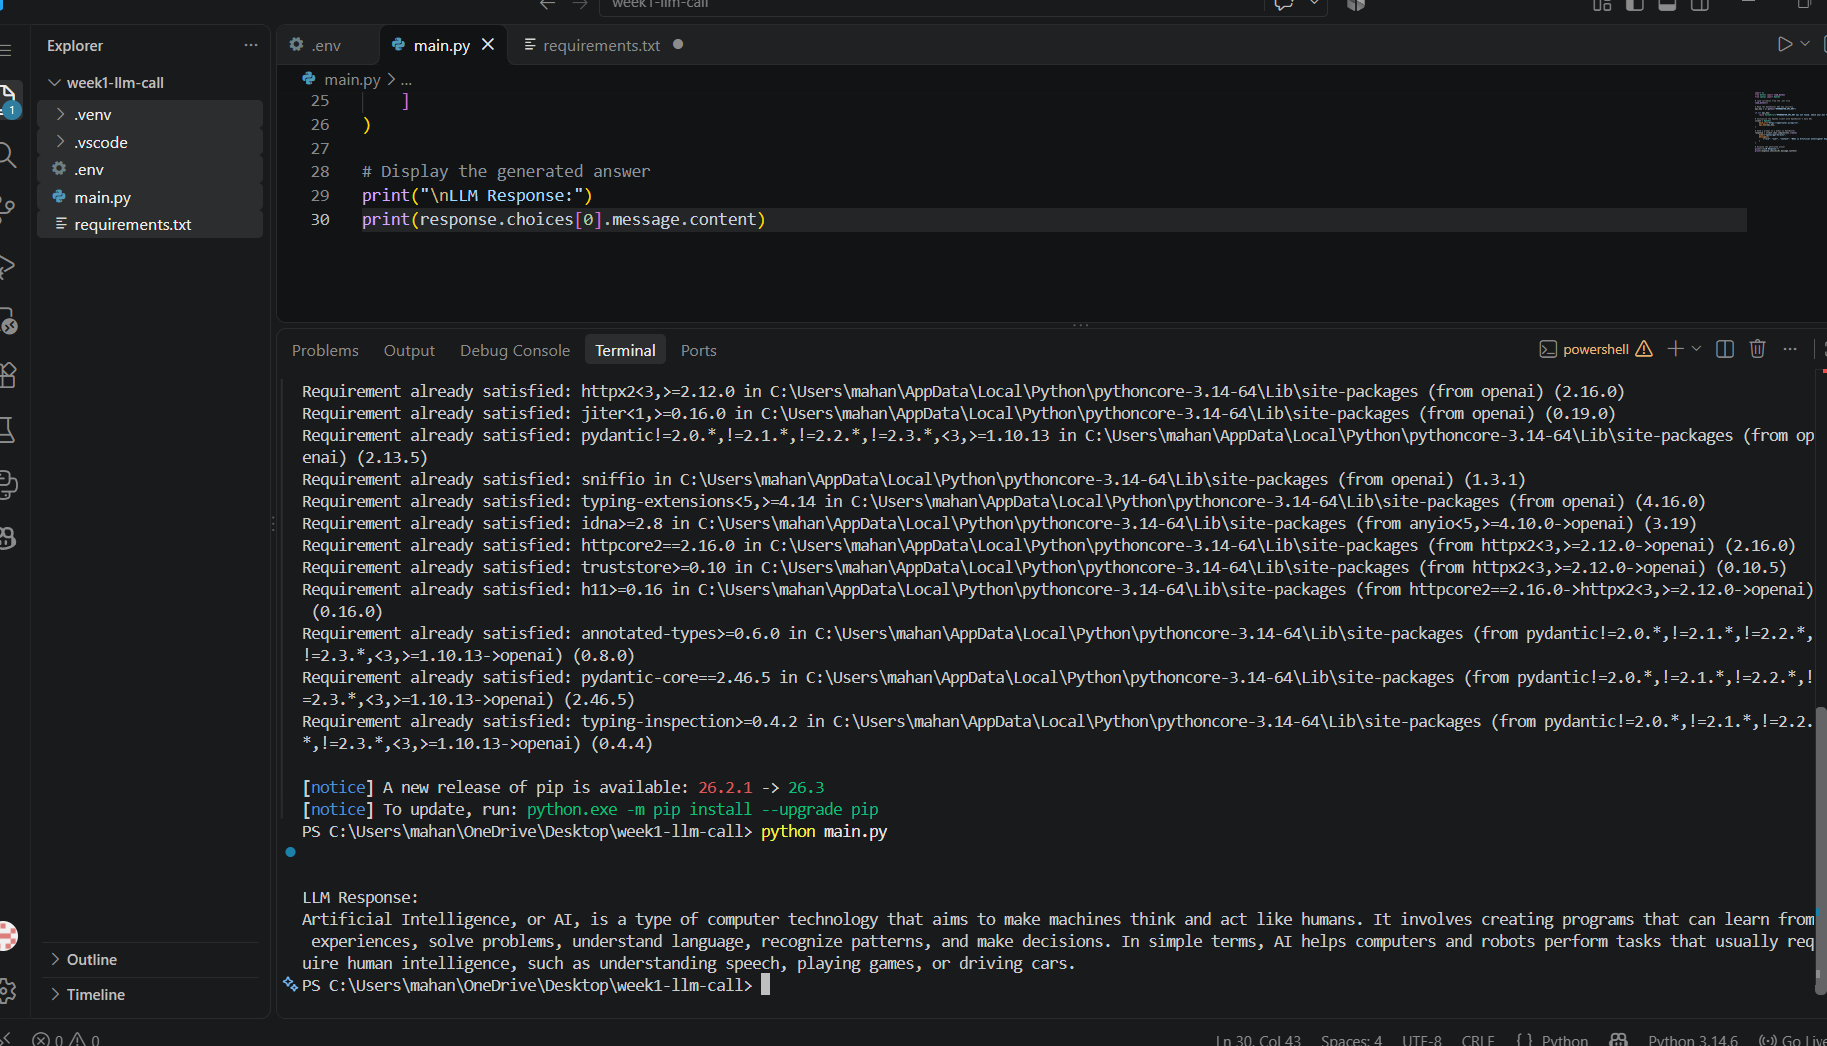 week1-llm-call
Explorer
.env
main.py
requirements.txt
week1-llm-call
.venv
.vscode
.env
main.py
requirements.txt
1
Outline
Timeline
main.py > ...
25 ]
26 )
27
28 # Display the generated answer
29 print("\nLLM Response:")
30 print(response.choices[0].message.content)
Problems
Output
Debug Console
Terminal
Ports
powershell
Requirement already satisfied: httpx2<3,>=2.12.0 in C:\Users\mahan\AppData\Local\Python\pythoncore-3.14-64\Lib\site-packages (from openai) (2.16.0)
Requirement already satisfied: jiter<1,>=0.16.0 in C:\Users\mahan\AppData\Local\Python\pythoncore-3.14-64\Lib\site-packages (from openai) (0.19.0)
Requirement already satisfied: pydantic!=2.0.*,!=2.1.*,!=2.2.*,!=2.3.*,<3,>=1.10.13 in C:\Users\mahan\AppData\Local\Python\pythoncore-3.14-64\Lib\site-packages (from op
enai) (2.13.5)
Requirement already satisfied: sniffio in C:\Users\mahan\AppData\Local\Python\pythoncore-3.14-64\Lib\site-packages (from openai) (1.3.1)
Requirement already satisfied: typing-extensions<5,>=4.14 in C:\Users\mahan\AppData\Local\Python\pythoncore-3.14-64\Lib\site-packages (from openai) (4.16.0)
Requirement already satisfied: idna>=2.8 in C:\Users\mahan\AppData\Local\Python\pythoncore-3.14-64\Lib\site-packages (from anyio<5,>=4.10.0->openai) (3.19)
Requirement already satisfied: httpcore2==2.16.0 in C:\Users\mahan\AppData\Local\Python\pythoncore-3.14-64\Lib\site-packages (from httpx2<3,>=2.12.0->openai) (2.16.0)
Requirement already satisfied: truststore>=0.10 in C:\Users\mahan\AppData\Local\Python\pythoncore-3.14-64\Lib\site-packages (from httpx2<3,>=2.12.0->openai) (0.10.5)
Requirement already satisfied: h11>=0.16 in C:\Users\mahan\AppData\Local\Python\pythoncore-3.14-64\Lib\site-packages (from httpcore2==2.16.0->httpx2<3,>=2.12.0->openai)
(0.16.0)
Requirement already satisfied: annotated-types>=0.6.0 in C:\Users\mahan\AppData\Local\Python\pythoncore-3.14-64\Lib\site-packages (from pydantic!=2.0.*,!=2.1.*,!=2.2.*,
!=2.3.*,<3,>=1.10.13->openai) (0.8.0)
Requirement already satisfied: pydantic-core==2.46.5 in C:\Users\mahan\AppData\Local\Python\pythoncore-3.14-64\Lib\site-packages (from pydantic!=2.0.*,!=2.1.*,!=2.2.*,!
=2.3.*,<3,>=1.10.13->openai) (2.46.5)
Requirement already satisfied: typing-inspection>=0.4.2 in C:\Users\mahan\AppData\Local\Python\pythoncore-3.14-64\Lib\site-packages (from pydantic!=2.0.*,!=2.1.*,!=2.2.
*,!=2.3.*,<3,>=1.10.13->openai) (0.4.4)
[notice] A new release of pip is available: 26.2.1 -> 26.3
[notice] To update, run: python.exe -m pip install --upgrade pip
PS C:\Users\mahan\OneDrive\Desktop\week1-llm-call> python main.py
LLM Response:
Artificial Intelligence, or AI, is a type of computer technology that aims to make machines think and act like humans. It involves creating programs that can learn from
experiences, solve problems, understand language, recognize patterns, and make decisions. In simple terms, AI helps computers and robots perform tasks that usually req
uire human intelligence, such as understanding speech, playing games, or driving cars.
PS C:\Users\mahan\OneDrive\Desktop\week1-llm-call>
0 0
Ln 30, Col 43
Spaces: 4
UTF-8
CRLF
{ } Python
Python 3.14.6
Go Live